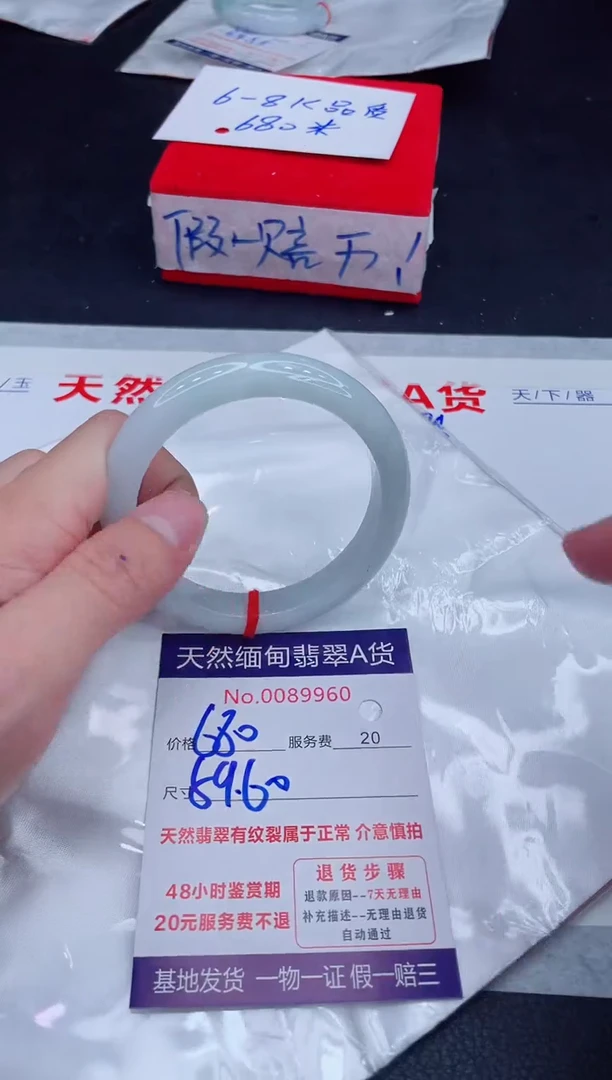 6-8K品质
680米
假一赔万！
/玉
天然
A货
天/下/器
天然缅甸翡翠A货
No.0089960
价格 680 服务费 20
尺寸 59.60
天然翡翠有纹裂属于正常 介意慎拍
48小时鉴赏期
20元服务费不退
退货步骤
退款原因--7天无理由
补充描述--无理由退货
自动通过
基地发货 一物一证 假一赔三